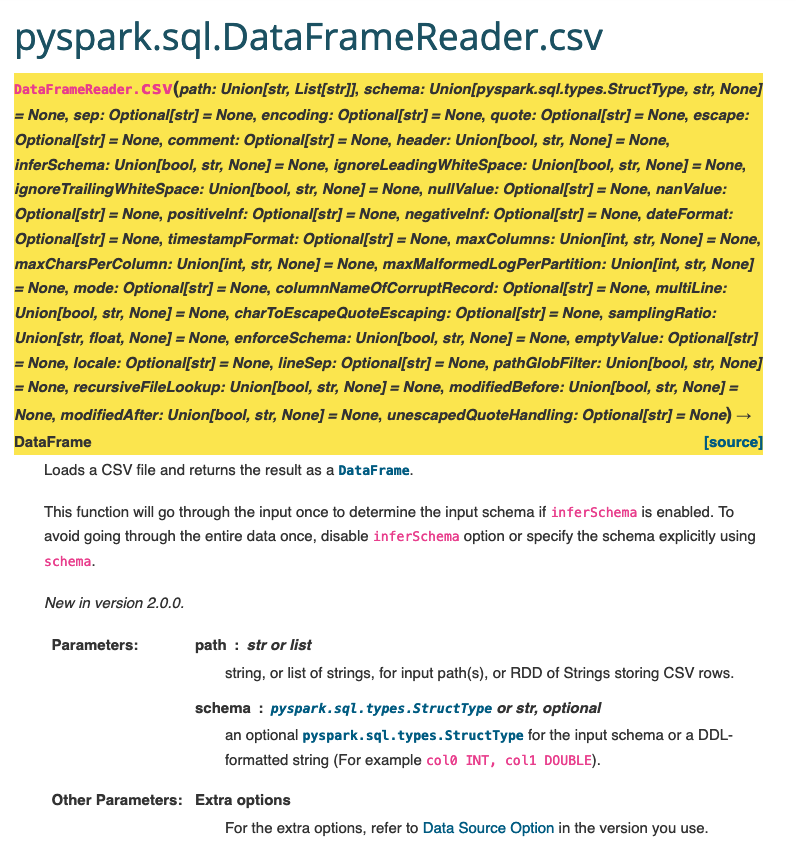 pyspark.sql.DataFrameReader.csv
DataFrameReader.csv(path: Union[str, List[str]], schema: Union[pyspark.sql.types.StructType, str, None]
= None, sep: Optional[str] = None, encoding: Optional[str] = None, quote: Optional[str] = None, escape:
Optional[str] = None, comment: Optional[str] = None, header: Union[bool, str, None] = None,
inferSchema: Union[bool, str, None] = None, ignoreLeadingWhiteSpace: Union[bool, str, None] = None,
ignoreTrailingWhiteSpace: Union[bool, str, None] = None, nullValue: Optional[str] = None, nanValue:
Optional[str] = None, positiveInf: Optional[str] = None, negativeInf: Optional[str] = None, dateFormat:
Optional[str] = None, timestampFormat: Optional[str] = None, maxColumns: Union[int, str, None] = None,
maxCharsPerColumn: Union[int, str, None] = None, maxMalformedLogPerPartition: Union[int, str, None]
= None, mode: Optional[str] = None, columnNameOfCorruptRecord: Optional[str] = None, multiLine:
Union[bool, str, None] = None, charToEscapeQuoteEscaping: Optional[str] = None, samplingRatio:
Union[str, float, None] = None, enforceSchema: Union[bool, str, None] = None, emptyValue: Optional[str]
= None, locale: Optional[str] = None, lineSep: Optional[str] = None, pathGlobFilter: Union[bool, str, None]
= None, recursiveFileLookup: Union[bool, str, None] = None, modifiedBefore: Union[bool, str, None] =
None, modifiedAfter: Union[bool, str, None] = None, unescapedQuoteHandling: Optional[str] = None) →
DataFrame [source]
Loads a CSV file and returns the result as a DataFrame.
This function will go through the input once to determine the input schema if inferSchema is enabled. To
avoid going through the entire data once, disable inferSchema option or specify the schema explicitly using
schema.
New in version 2.0.0.
Parameters: path : str or list
string, or list of strings, for input path(s), or RDD of Strings storing CSV rows.
schema : pyspark.sql.types.StructType or str, optional
an optional pyspark.sql.types.StructType for the input schema or a DDL-
formatted string (For example col0 INT, col1 DOUBLE).
Other Parameters: Extra options
For the extra options, refer to Data Source Option in the version you use.